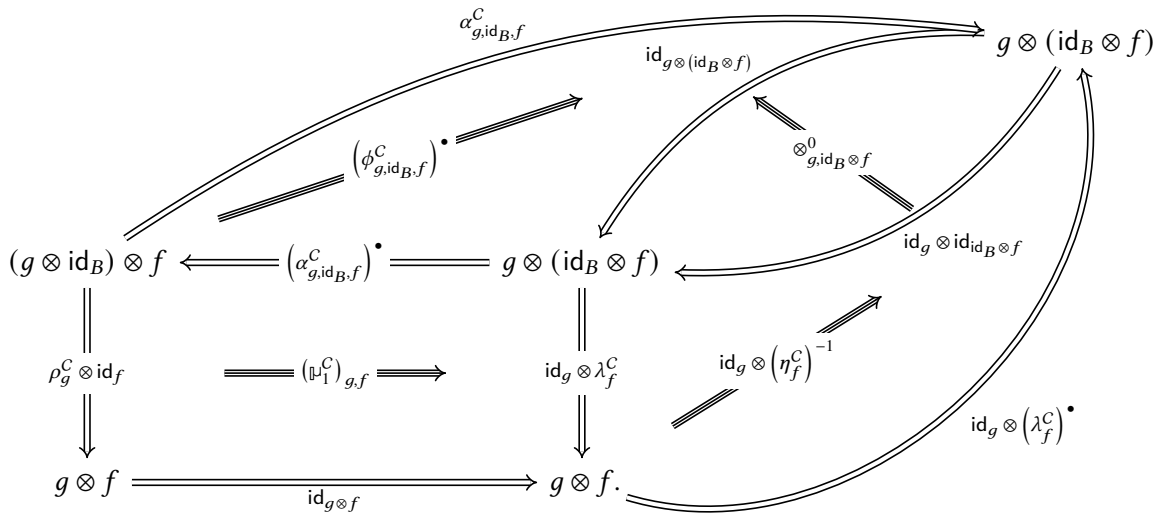 α^C_{g,id_B,f}
g ⊗ (id_B ⊗ f)
id_{g⊗(id_B⊗f)}
(ϕ^C_{g,id_B,f})^•
⊗^0_{g,id_B⊗f}
(g ⊗ id_B) ⊗ f
(α^C_{g,id_B,f})^•
g ⊗ (id_B ⊗ f)
id_g ⊗ id_{id_B⊗f}
ρ^C_g ⊗ id_f
(𝕡^C_1)_{g,f}
id_g ⊗ λ^C_f
id_g ⊗ (η^C_f)^{-1}
id_g ⊗ (λ^C_f)^•
g ⊗ f
id_{g⊗f}
g ⊗ f.